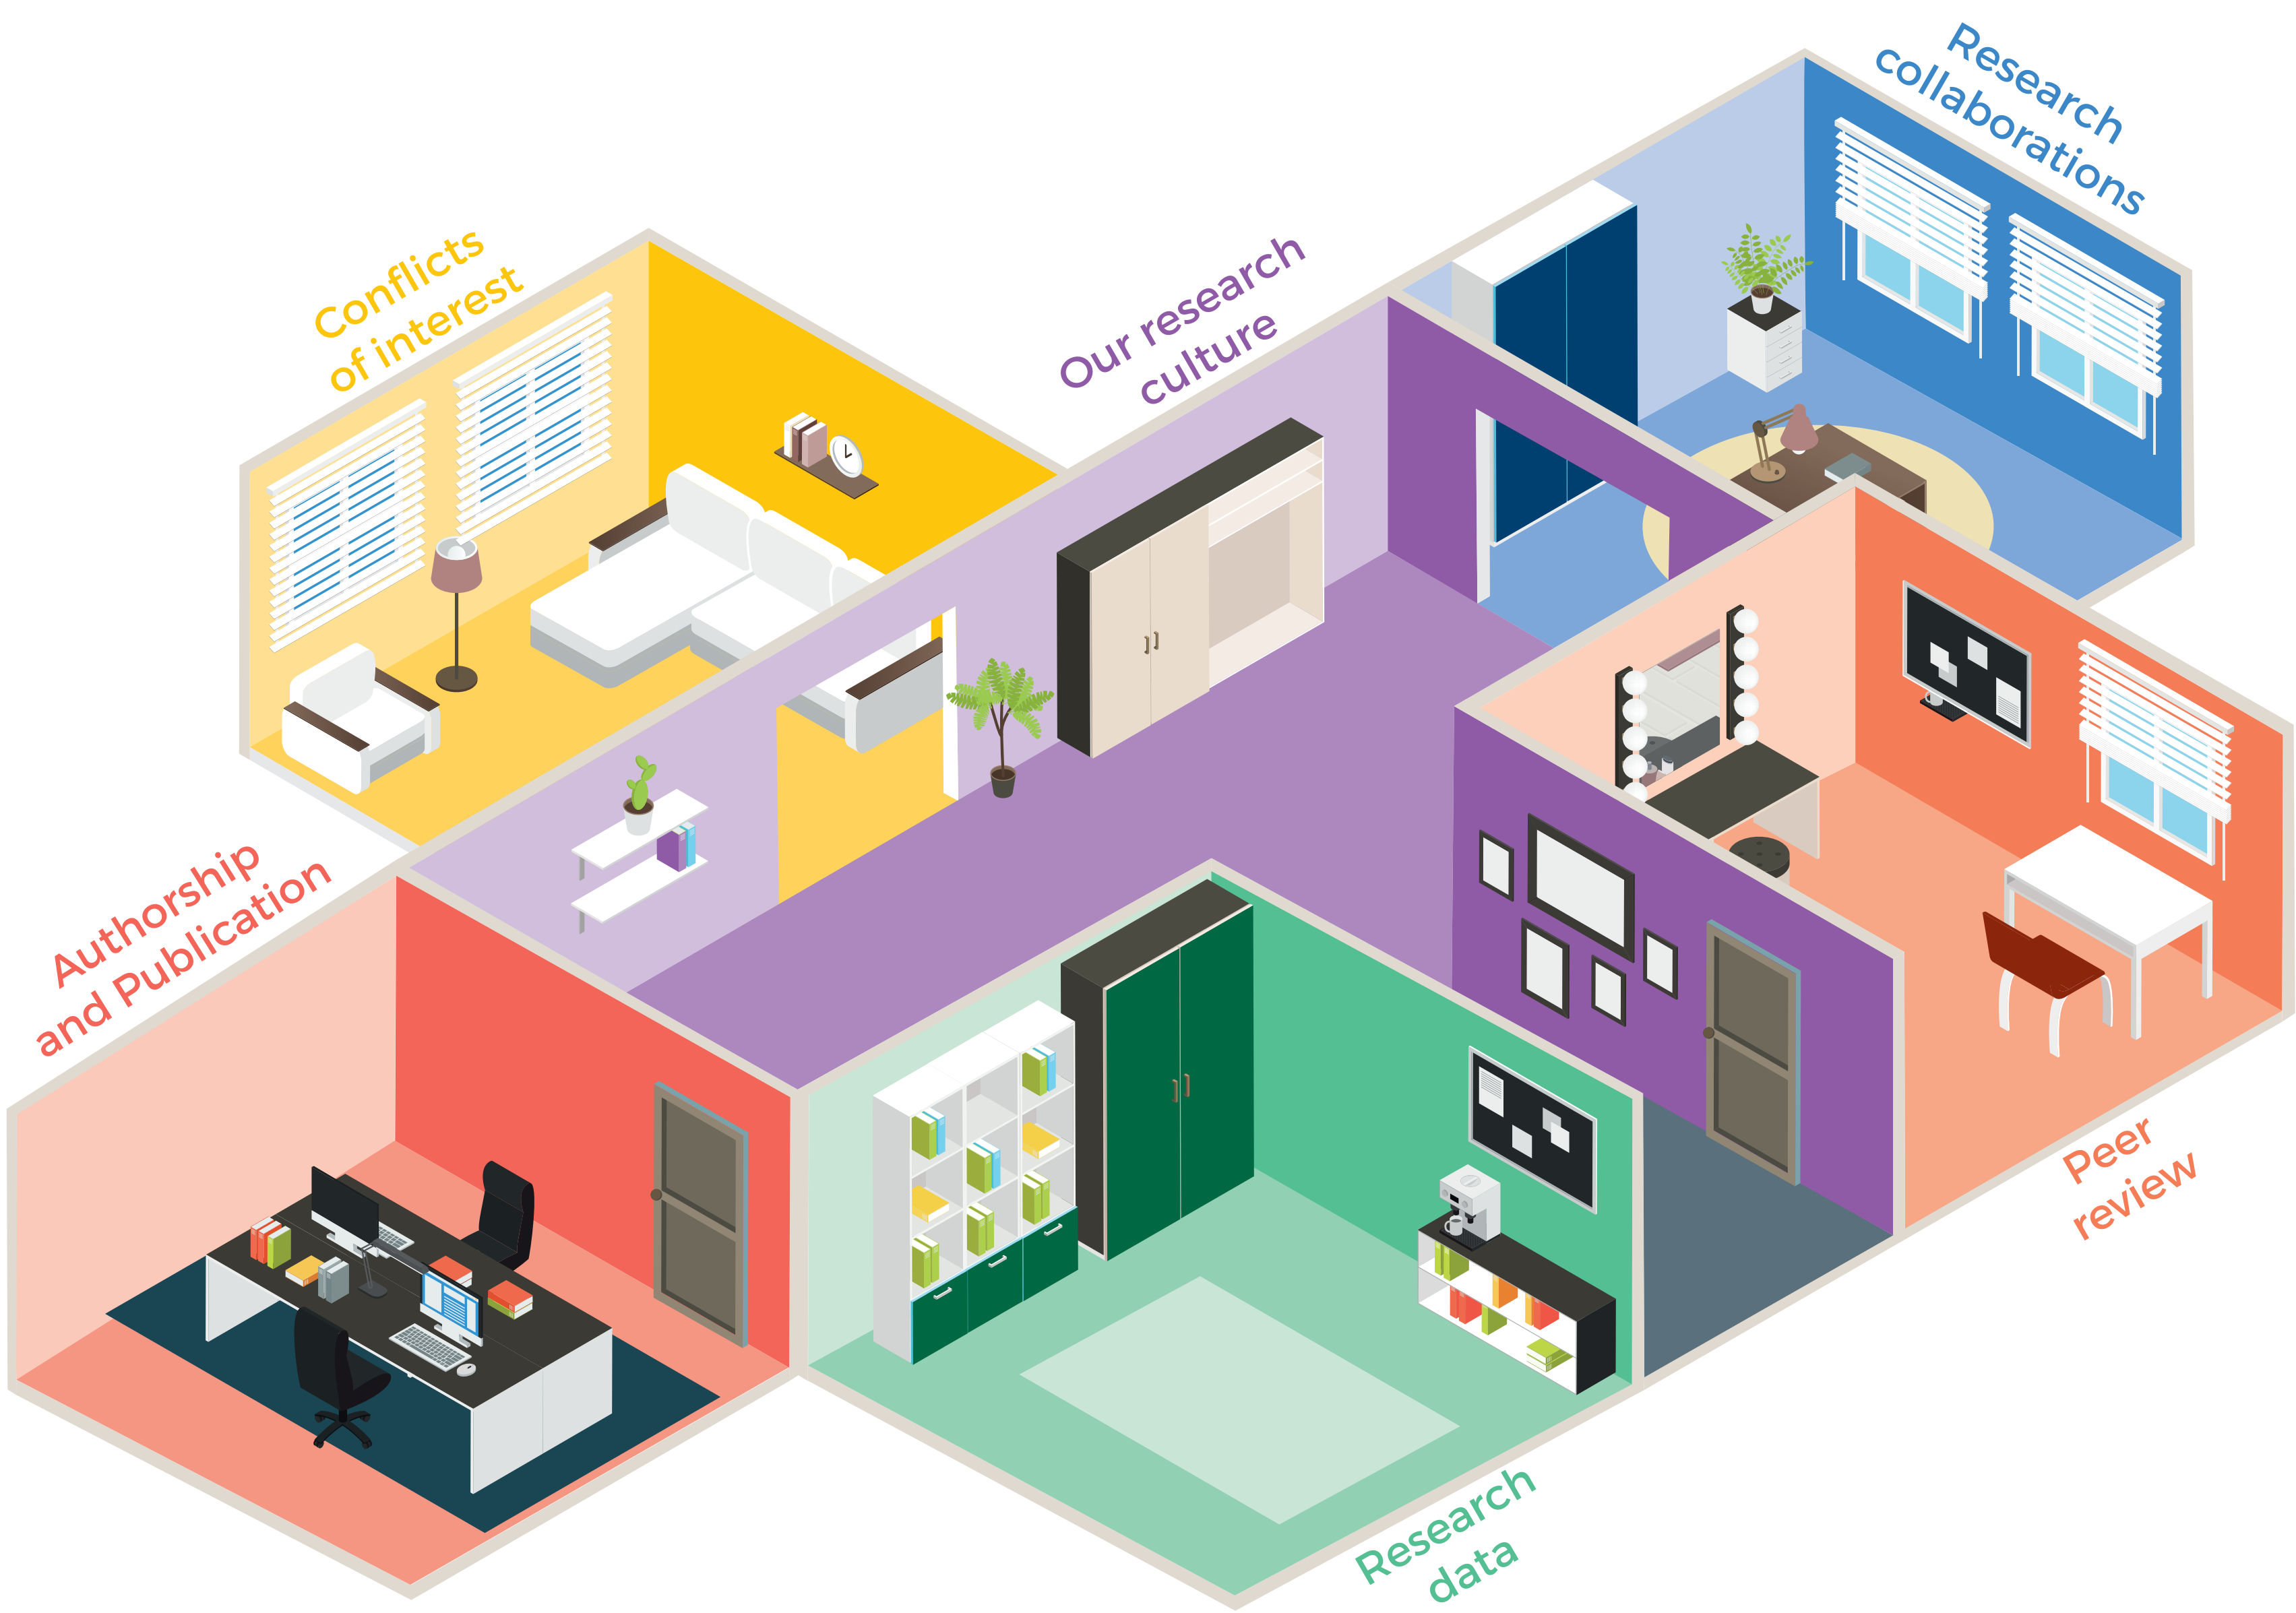 Research
collaborations
Conflicts
of interest
Our research
culture
Authorship
and Publication
Peer
review
Research
data